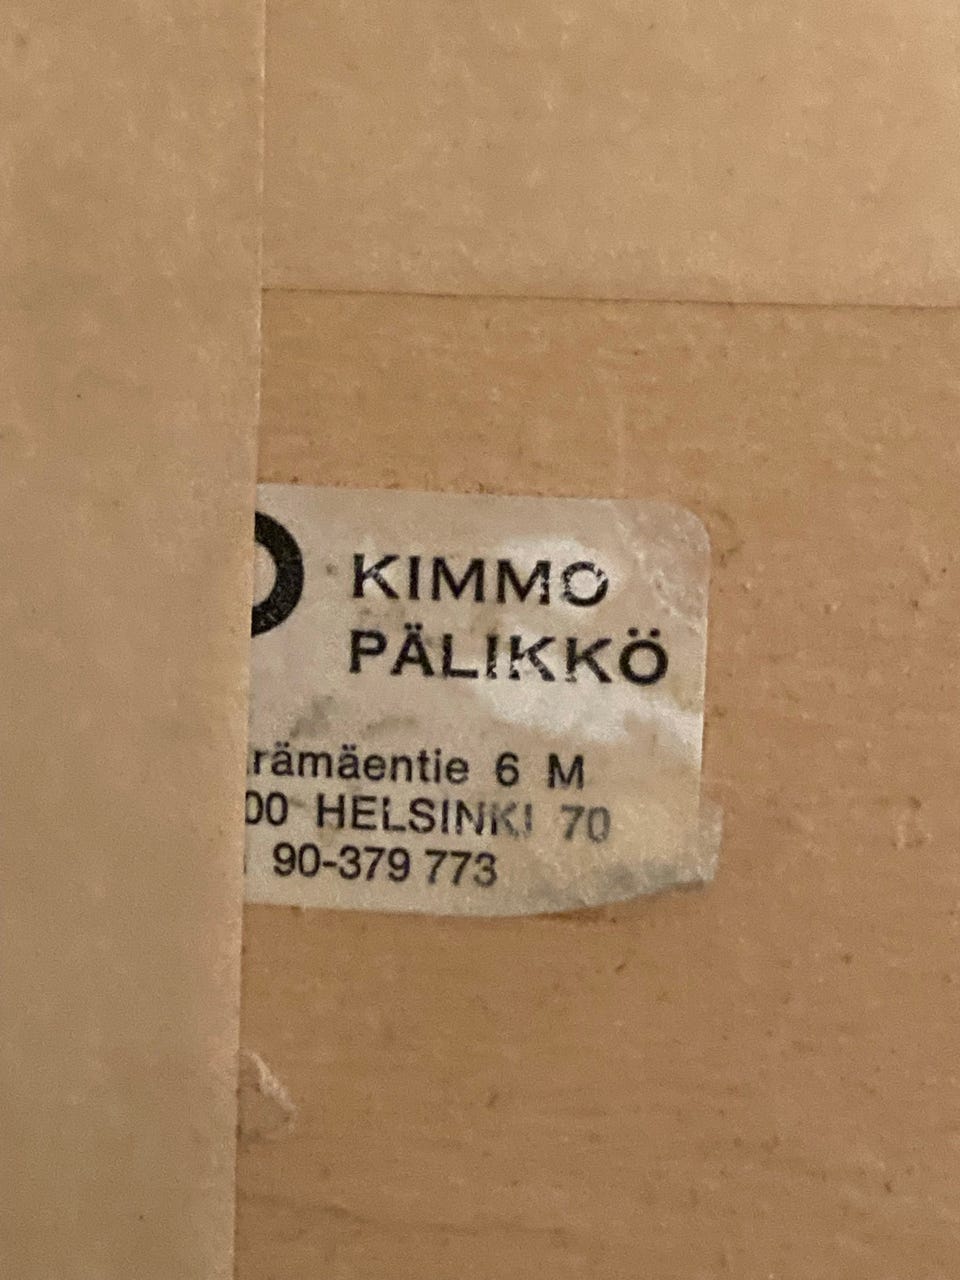 KIMMO
PÄLIKKÖ
rämäentie 6 M
00 HELSINKI 70
90-379 773